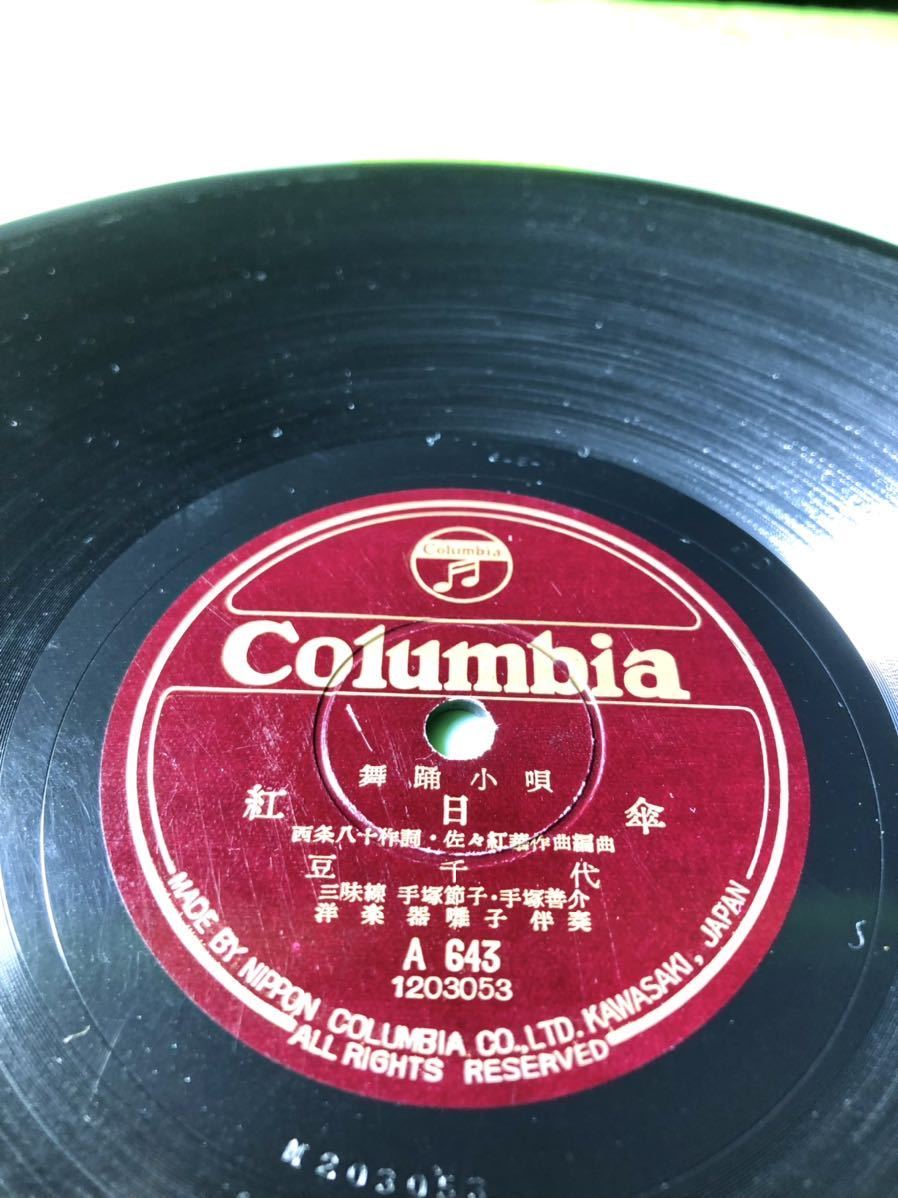 Columbia
Columbia
舞踊小唄
紅日傘
西条八十作詞・佐々紅華作曲編曲
豆千代
三味線 手塚節子・手塚善介
洋楽器囃子伴奏
A 643
1203053
MADE BY NIPPON COLUMBIA CO., LTD. KAWASAKI, JAPAN
ALL RIGHTS RESERVED
M203053